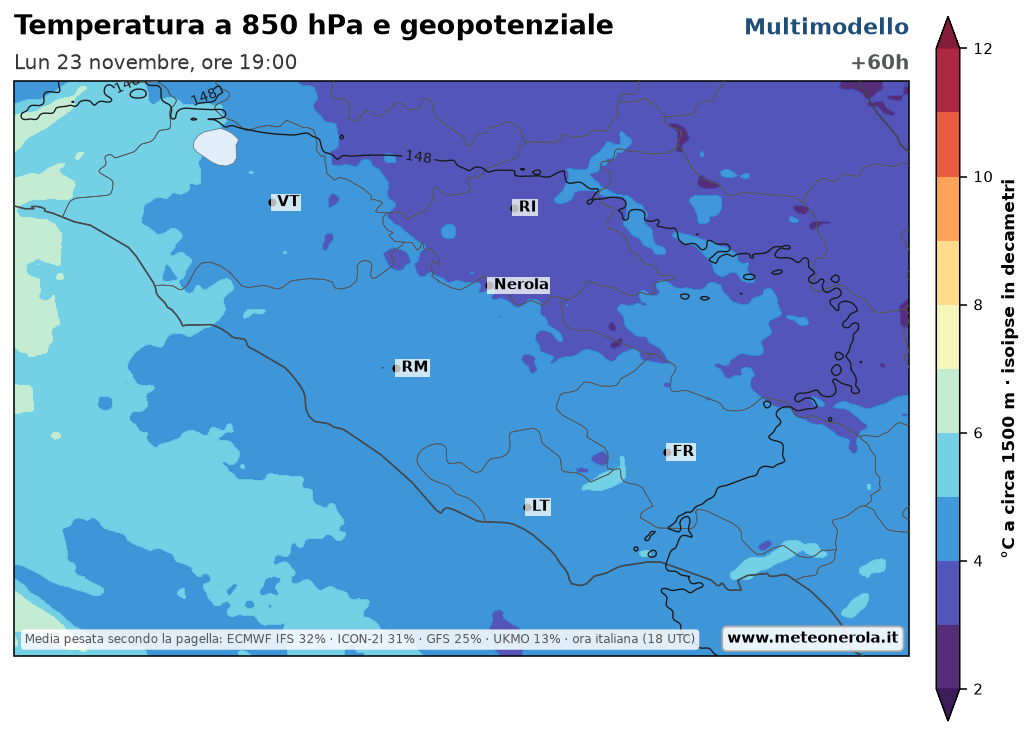 Temperatura a 850 hPa e geopotenziale
Multimodello
Lun 23 novembre, ore 19:00
+60h
148
148
VT
RI
Nerola
RM
FR
LT
Media pesata secondo la pagella: ECMWF IFS 32% · ICON-2I 31% · GFS 25% · UKMO 13% · ora italiana (18 UTC)
www.meteonerola.it
12
10
8
6
4
2
°C a circa 1500 m · isoipse in decametri